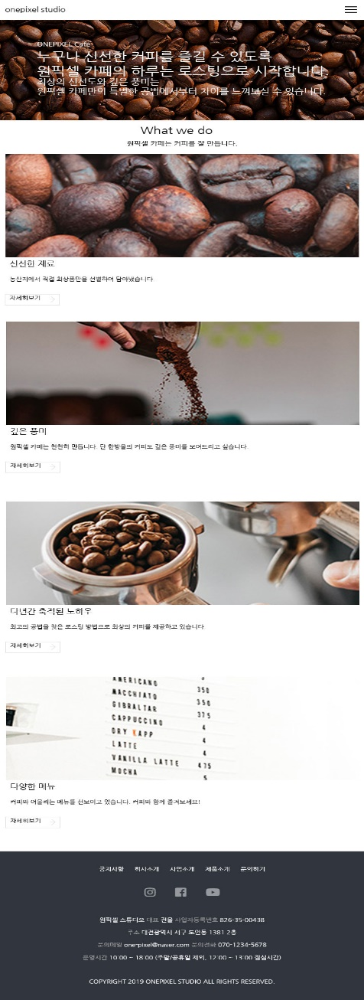 onepixel studio
ONEPIXEL Cafe
누구나 신선한 커피를 즐길 수 있도록
원픽셀 카페의 하루는 로스팅으로 시작합니다.
최상의 신선도와 깊은 풍미는
원픽셀 카페만의 특별한 공법에서부터 차이를 느껴보실 수 있습니다.
What we do
원픽셀 카페는 커피를 잘 만듭니다.
신선한 재료
농산지에서 직접 최상품만을 선별하여 담아냈습니다.
자세히보기
깊은 풍미
원픽셀 카페는 천천히 만듭니다. 단 한방울의 커피도 깊은 풍미를 보여드리고 싶습니다.
자세히보기
다년간 축적된 노하우
최고의 공법을 찾은 로스팅 방법으로 최상의 커피를 제공하고 있습니다.
자세히보기
AMERICANO
MACCHIATO 350
GIBRALTAR 350
CAPPUCCINO 375
DRY KAPP 4
LATTE 4
VANILLA LATTE 475
MOCHA 5
다양한 메뉴
커피와 어울리는 메뉴를 선보이고 있습니다. 커피와 함께 즐겨보세요!
자세히보기
공지사항 회사소개 사업소개 제품소개 문의하기
원픽셀 스튜디오 대표 전율 사업자등록번호 826-35-00438
주소 대전광역시 서구 도안동 1381 2층
문의메일 one-pixel@naver.com 문의전화 070-1234-5678
운영시간 10:00 ~ 18:00 (주말/공휴일 제외, 12:00 ~ 13:00 점심시간)
COPYRIGHT 2019 ONEPIXEL STUDIO ALL RIGHTS RESERVED.